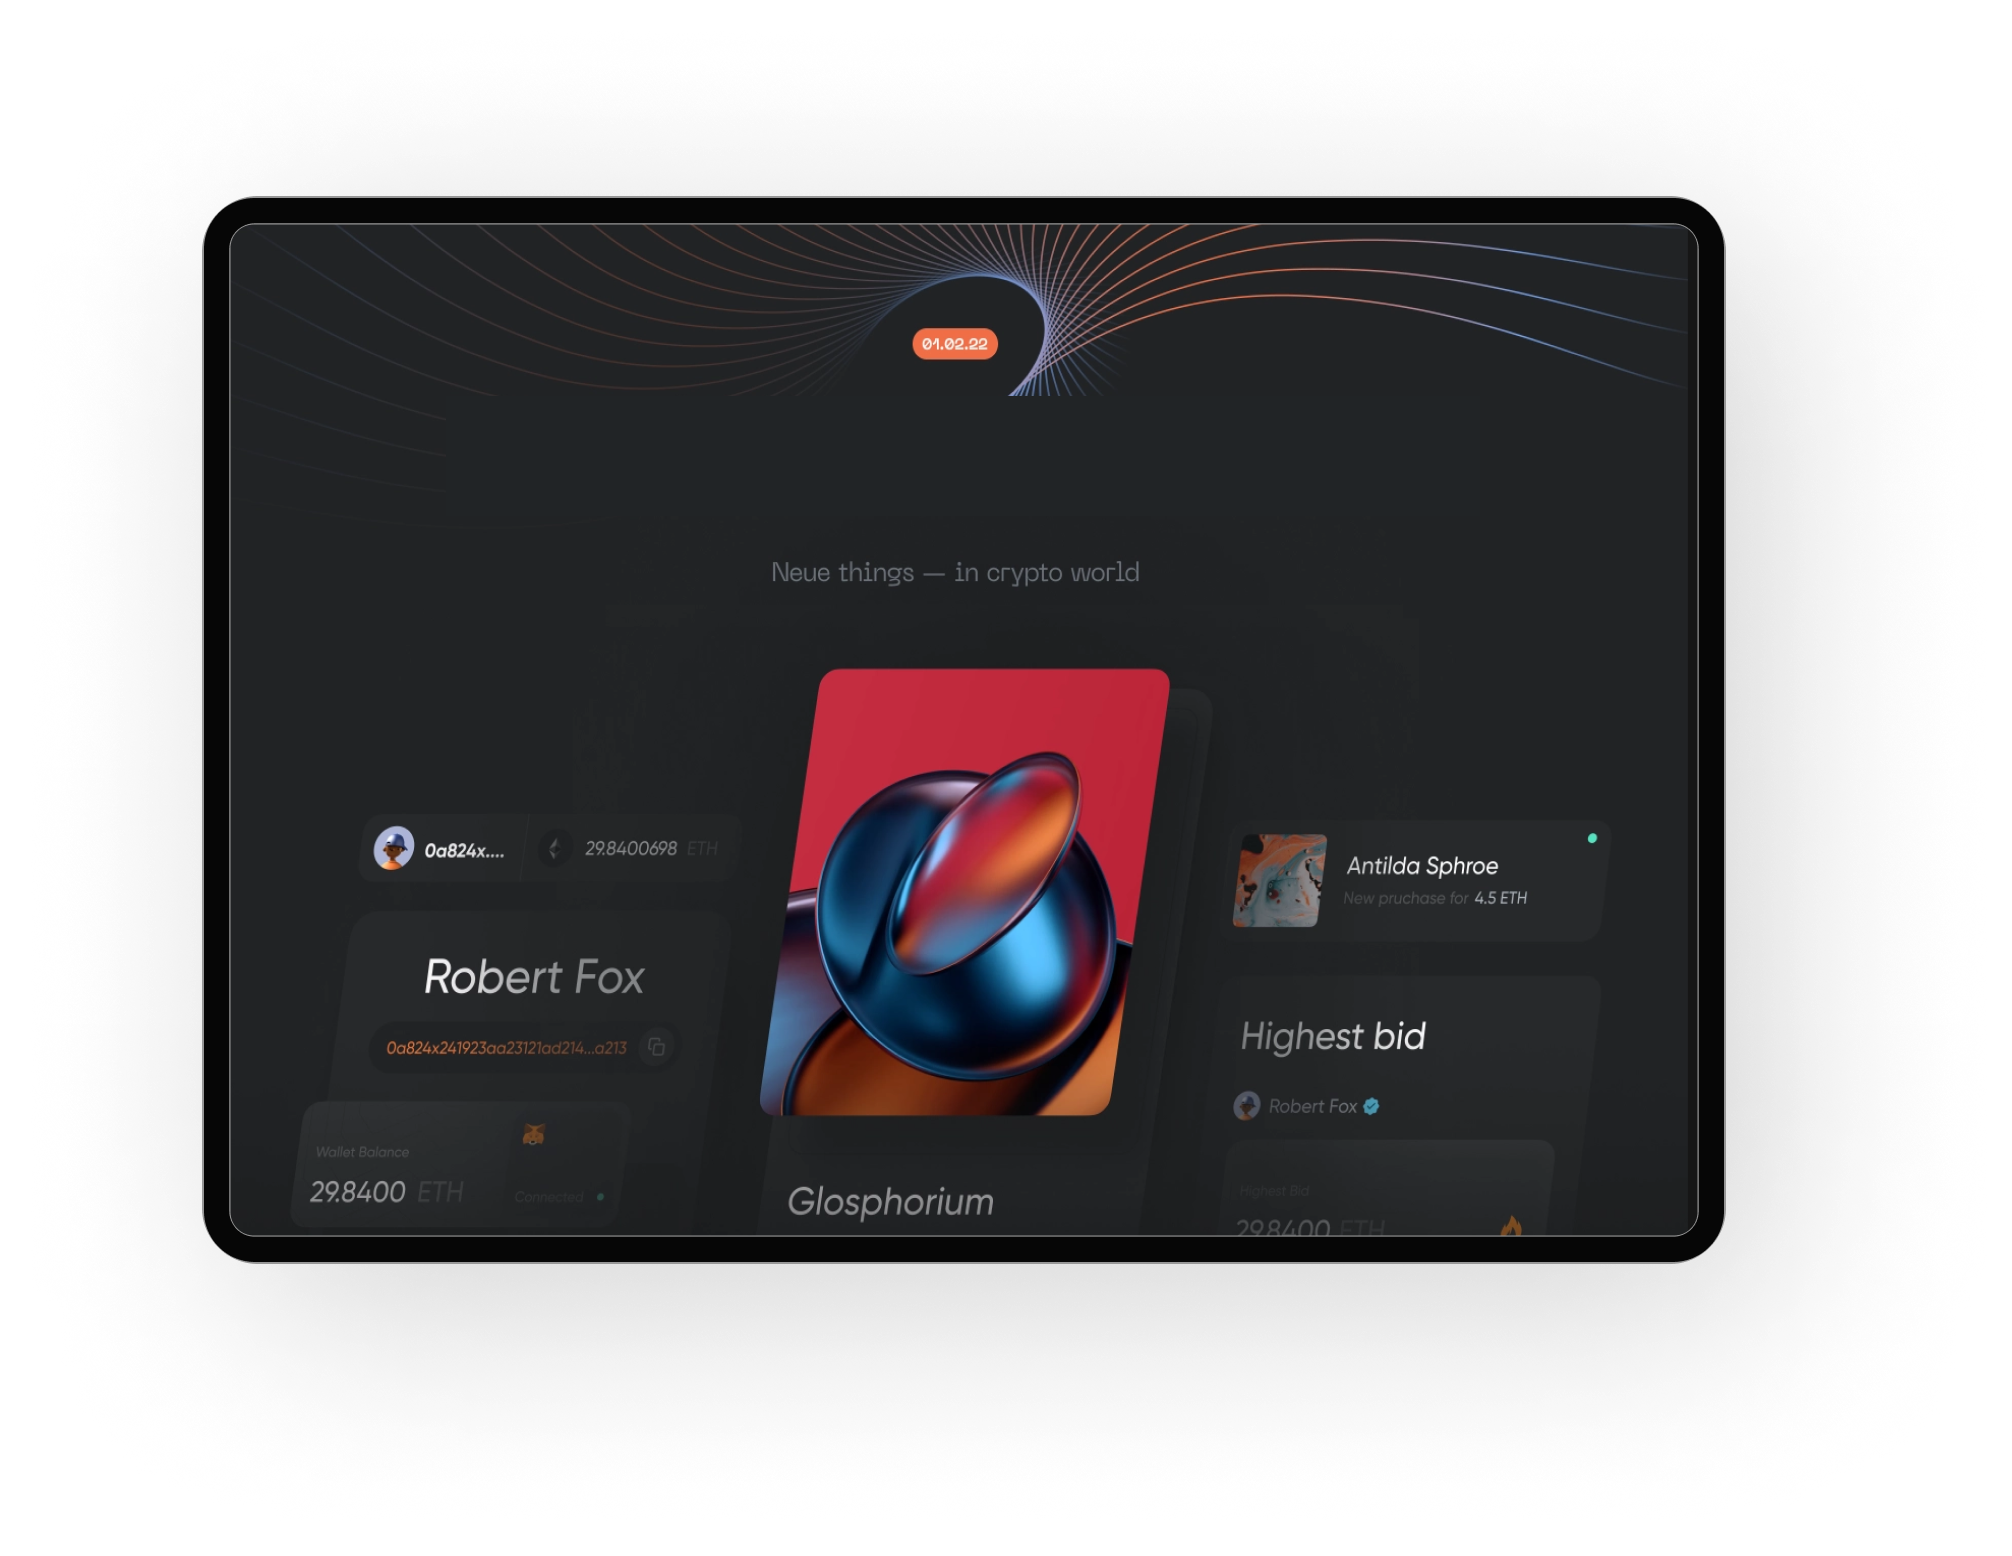 01.02.22
Neue things — in crypto world
0a824x....
29.8400698 ETH
Robert Fox
0a824x241923aa23121ad214...a213
Wallet Balance
29.8400 ETH
Connected
Glosphorium
Antilda Sphroe
New pruchase for 4.5 ETH
Highest bid
Robert Fox
Highest Bid
29.8400 ETH